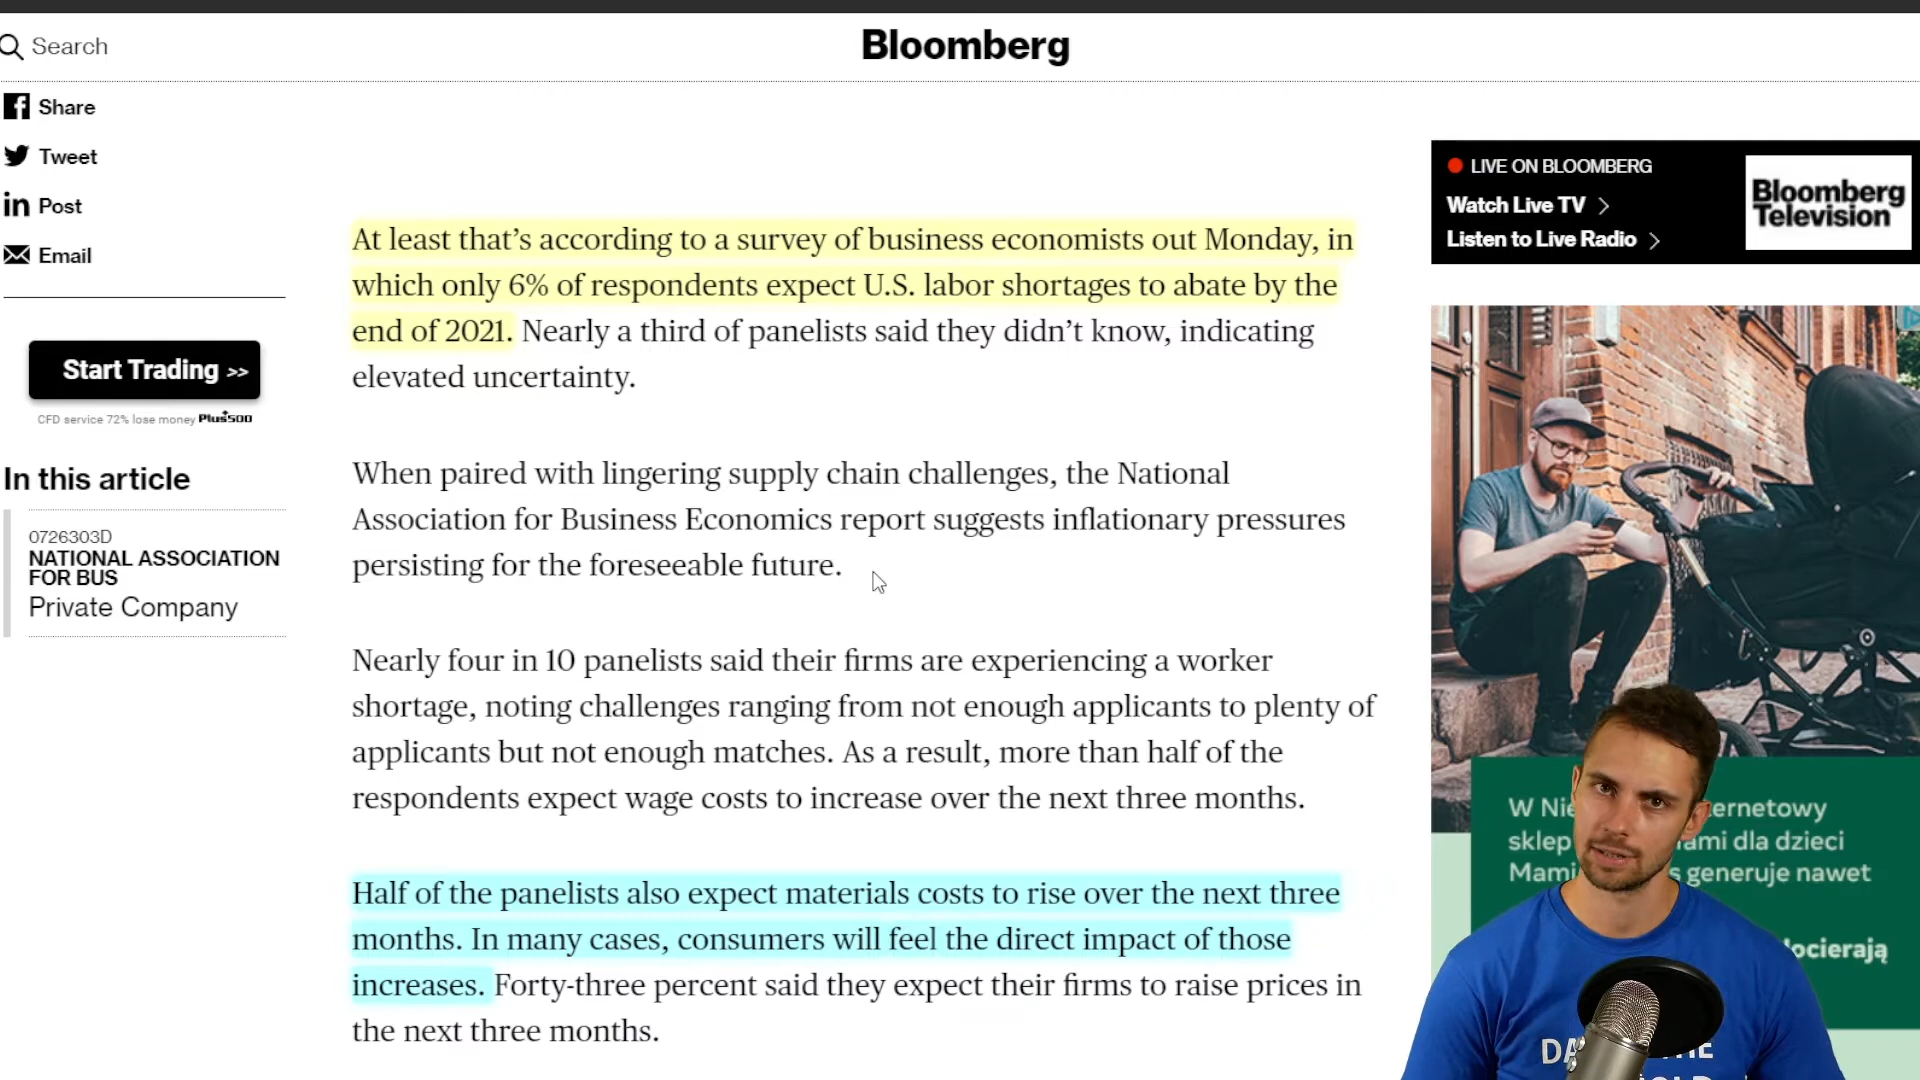 Search
Bloomberg
Share
Tweet
Post
Email
Start Trading >>
CFD service 72% lose money Plus500
In this article
0726303D
NATIONAL ASSOCIATION
FOR BUS
Private Company
At least that’s according to a survey of business economists out Monday, in
which only 6% of respondents expect U.S. labor shortages to abate by the
end of 2021. Nearly a third of panelists said they didn’t know, indicating
elevated uncertainty.
When paired with lingering supply chain challenges, the National
Association for Business Economics report suggests inflationary pressures
persisting for the foreseeable future.
Nearly four in 10 panelists said their firms are experiencing a worker
shortage, noting challenges ranging from not enough applicants to plenty of
applicants but not enough matches. As a result, more than half of the
respondents expect wage costs to increase over the next three months.
Half of the panelists also expect materials costs to rise over the next three
months. In many cases, consumers will feel the direct impact of those
increases. Forty-three percent said they expect their firms to raise prices in
the next three months.
LIVE ON BLOOMBERG
Watch Live TV
Listen to Live Radio
Bloomberg
Television
W
sklep dla dzieci
generuje nawet